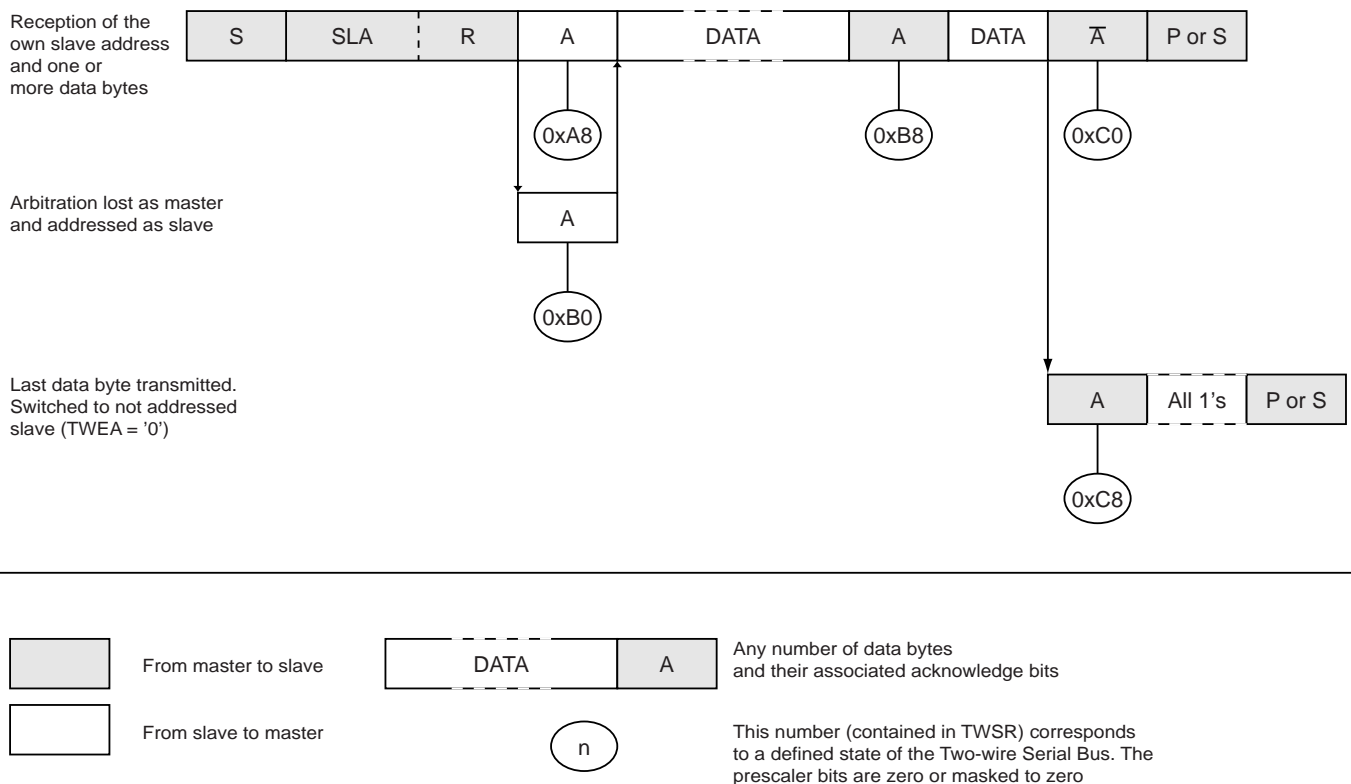 Reception of the
own slave address
and one or
more data bytes
S SLA R A DATA A DATA A̅ P or S
0xA8 0xB8 0xC0
Arbitration lost as master
and addressed as slave
A
0xB0
Last data byte transmitted.
Switched to not addressed
slave (TWEA = '0')
A All 1's P or S
0xC8
From master to slave
DATA A
Any number of data bytes
and their associated acknowledge bits
From slave to master
n
This number (contained in TWSR) corresponds
to a defined state of the Two-wire Serial Bus. The
prescaler bits are zero or masked to zero